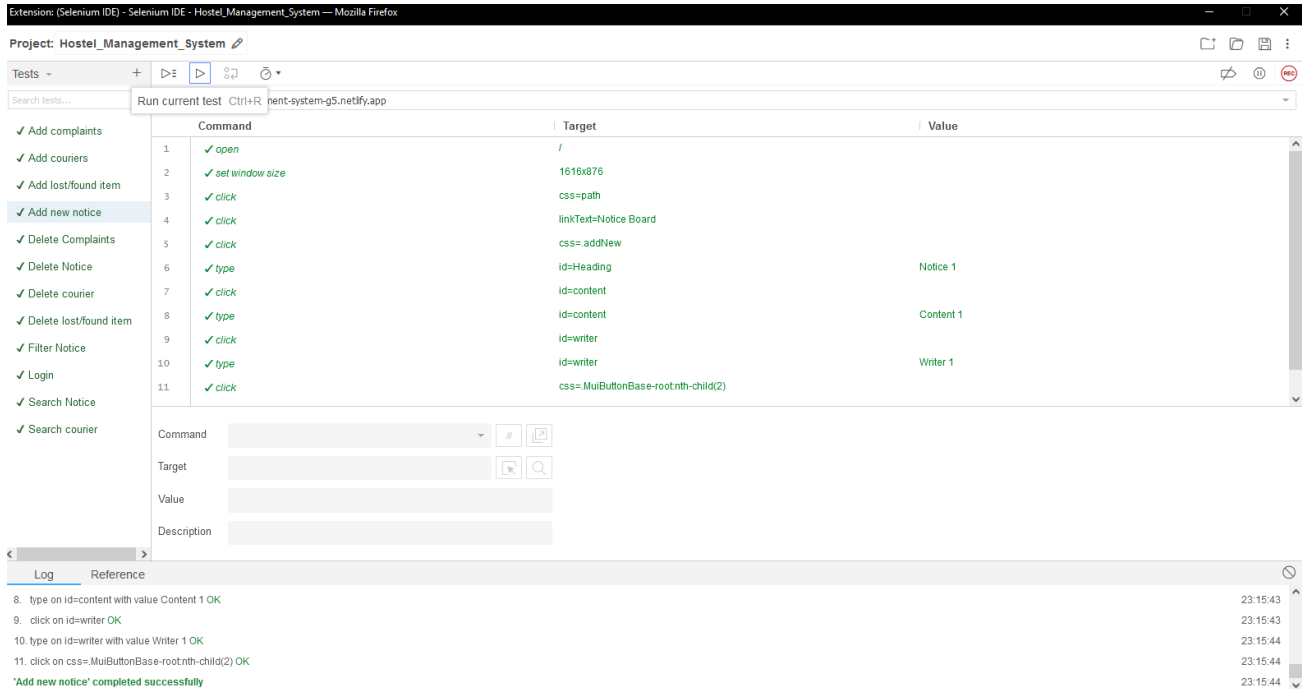 Extension: (Selenium IDE) - Selenium IDE - Hostel_Management_System — Mozilla Firefox
Project: Hostel_Management_System
Tests
REC
Search tests...
Run current test Ctrl+R
ment-system-g5.netlify.app
Command Target Value
Add complaints
Add couriers
Add lost/found item
Add new notice
Delete Complaints
Delete Notice
Delete courier
Delete lost/found item
Filter Notice
Login
Search Notice
Search courier
1 ✓ open /
2 ✓ set window size 1616x876
3 ✓ click css=path
4 ✓ click linkText=Notice Board
5 ✓ click css=.addNew
6 ✓ type id=Heading Notice 1
7 ✓ click id=content
8 ✓ type id=content Content 1
9 ✓ click id=writer
10 ✓ type id=writer Writer 1
11 ✓ click css=.MuiButtonBase-root:nth-child(2)
Command //
Target
Value
Description
Log Reference
8. type on id=content with value Content 1 OK 23:15:43
9. click on id=writer OK 23:15:43
10. type on id=writer with value Writer 1 OK 23:15:44
11. click on css=.MuiButtonBase-root:nth-child(2) OK 23:15:44
'Add new notice' completed successfully 23:15:44